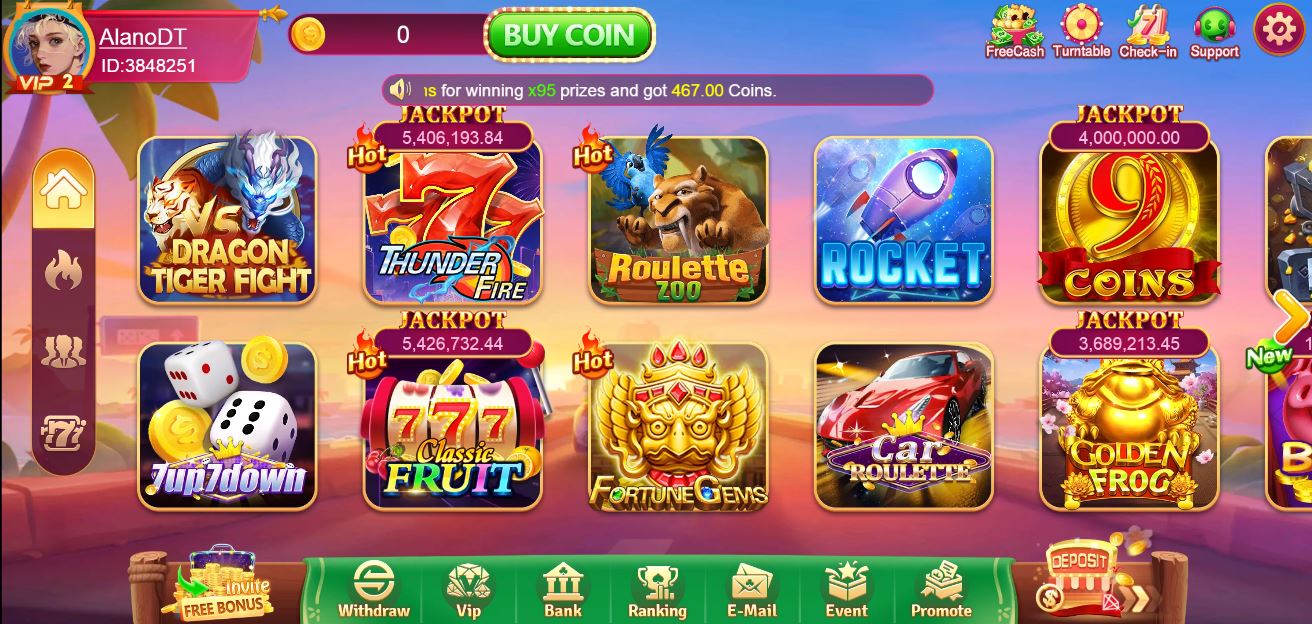 AlanoDT
ID:3848251
VIP 2
0
BUY COIN
FreeCash
Turntable
Check-in
Support
for winning x95 prizes and got 467.00 Coins.
VS
DRAGON
TIGER FIGHT
JACKPOT
5,406,193.84
Hot
777
THUNDER
FIRE
Hot
Roulette
ZOO
ROCKET
JACKPOT
4,000,000.00
9
COINS
7up7down
JACKPOT
5,426,732.44
Hot
777
Classic
FRUIT
Hot
FORTUNE GEMS
Car
ROULETTE
JACKPOT
3,689,213.45
GOLDEN
FROG
New
Invite
FREE BONUS
Withdraw
Vip
Bank
Ranking
E-Mail
Event
Promote
DEPOSIT